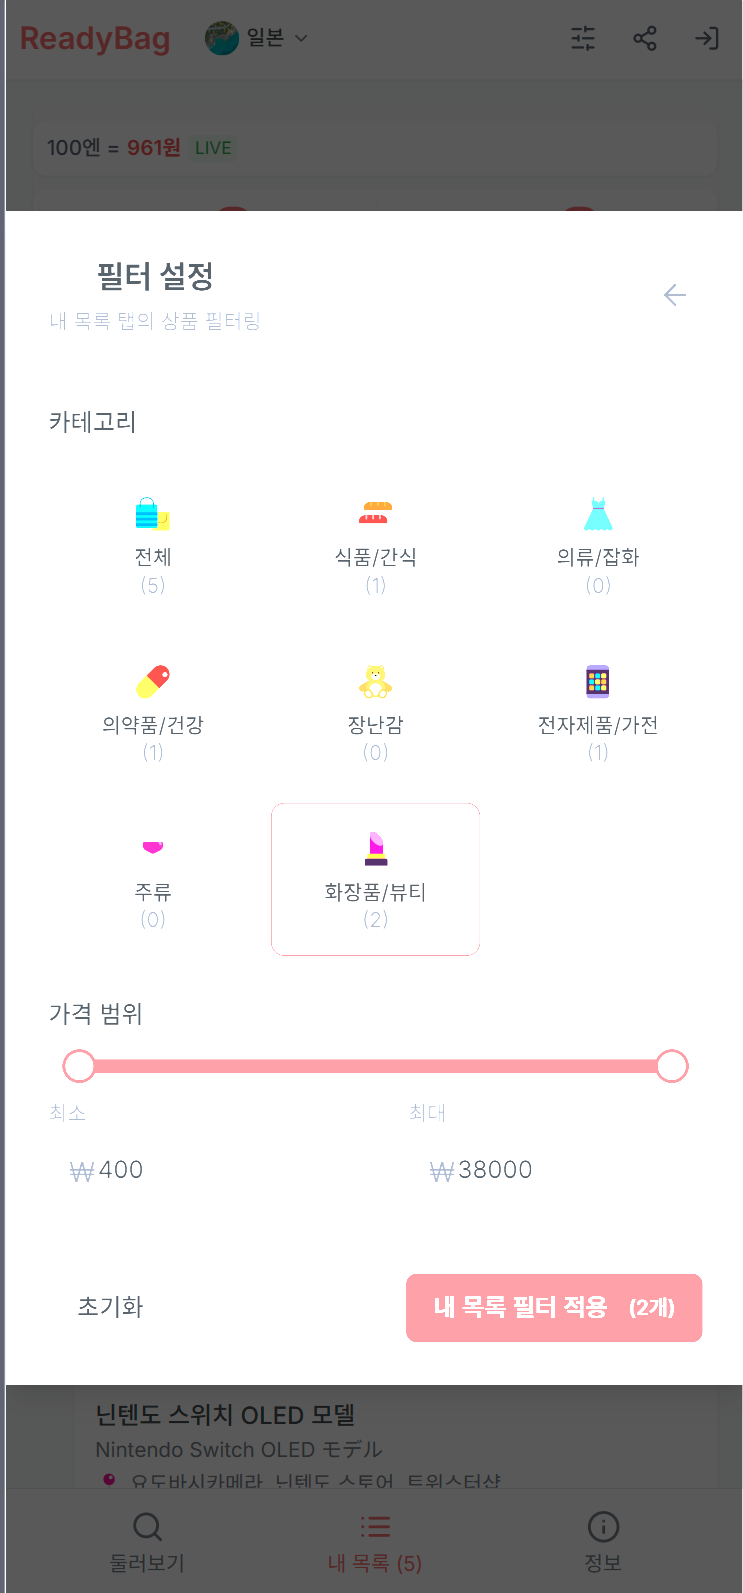 ReadyBag 일본
100엔 = 961원 LIVE
필터 설정
내 목록 탭의 상품 필터링
카테고리
전체 식품/간식 의류/잡화
(5) (1) (0)
의약품/건강 장난감 전자제품/가전
(1) (0) (1)
주류 화장품/뷰티
(0) (2)
가격 범위
최소 최대
₩400 ₩38000
초기화 내 목록 필터 적용 (2개)
닌텐도 스위치 OLED 모델
Nintendo Switch OLED モデル
요도바시카메라, 닌텐도 스토어, 트위스터샵
둘러보기 내 목록 (5) 정보